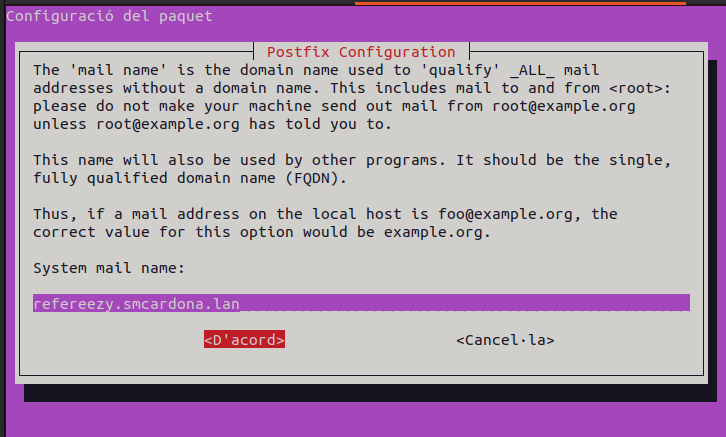 Configuració del paquet
Postfix Configuration
The 'mail name' is the domain name used to 'qualify' _ALL_ mail
addresses without a domain name. This includes mail to and from <root>:
please do not make your machine send out mail from root@example.org
unless root@example.org has told you to.
This name will also be used by other programs. It should be the single,
fully qualified domain name (FQDN).
Thus, if a mail address on the local host is foo@example.org, the
correct value for this option would be example.org.
System mail name:
refereezy.smcardona.lan
<D'acord> <Cancel·la>